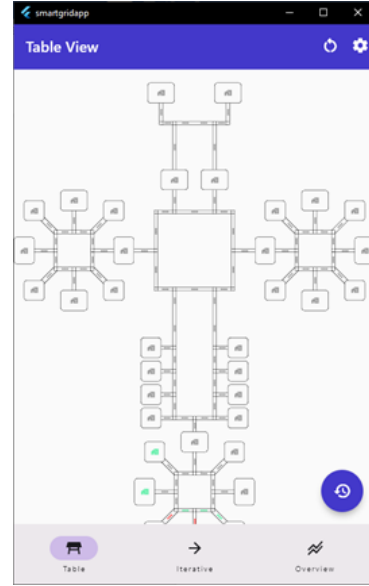 smartgridapp
Table View
Table
Iterative
Overview